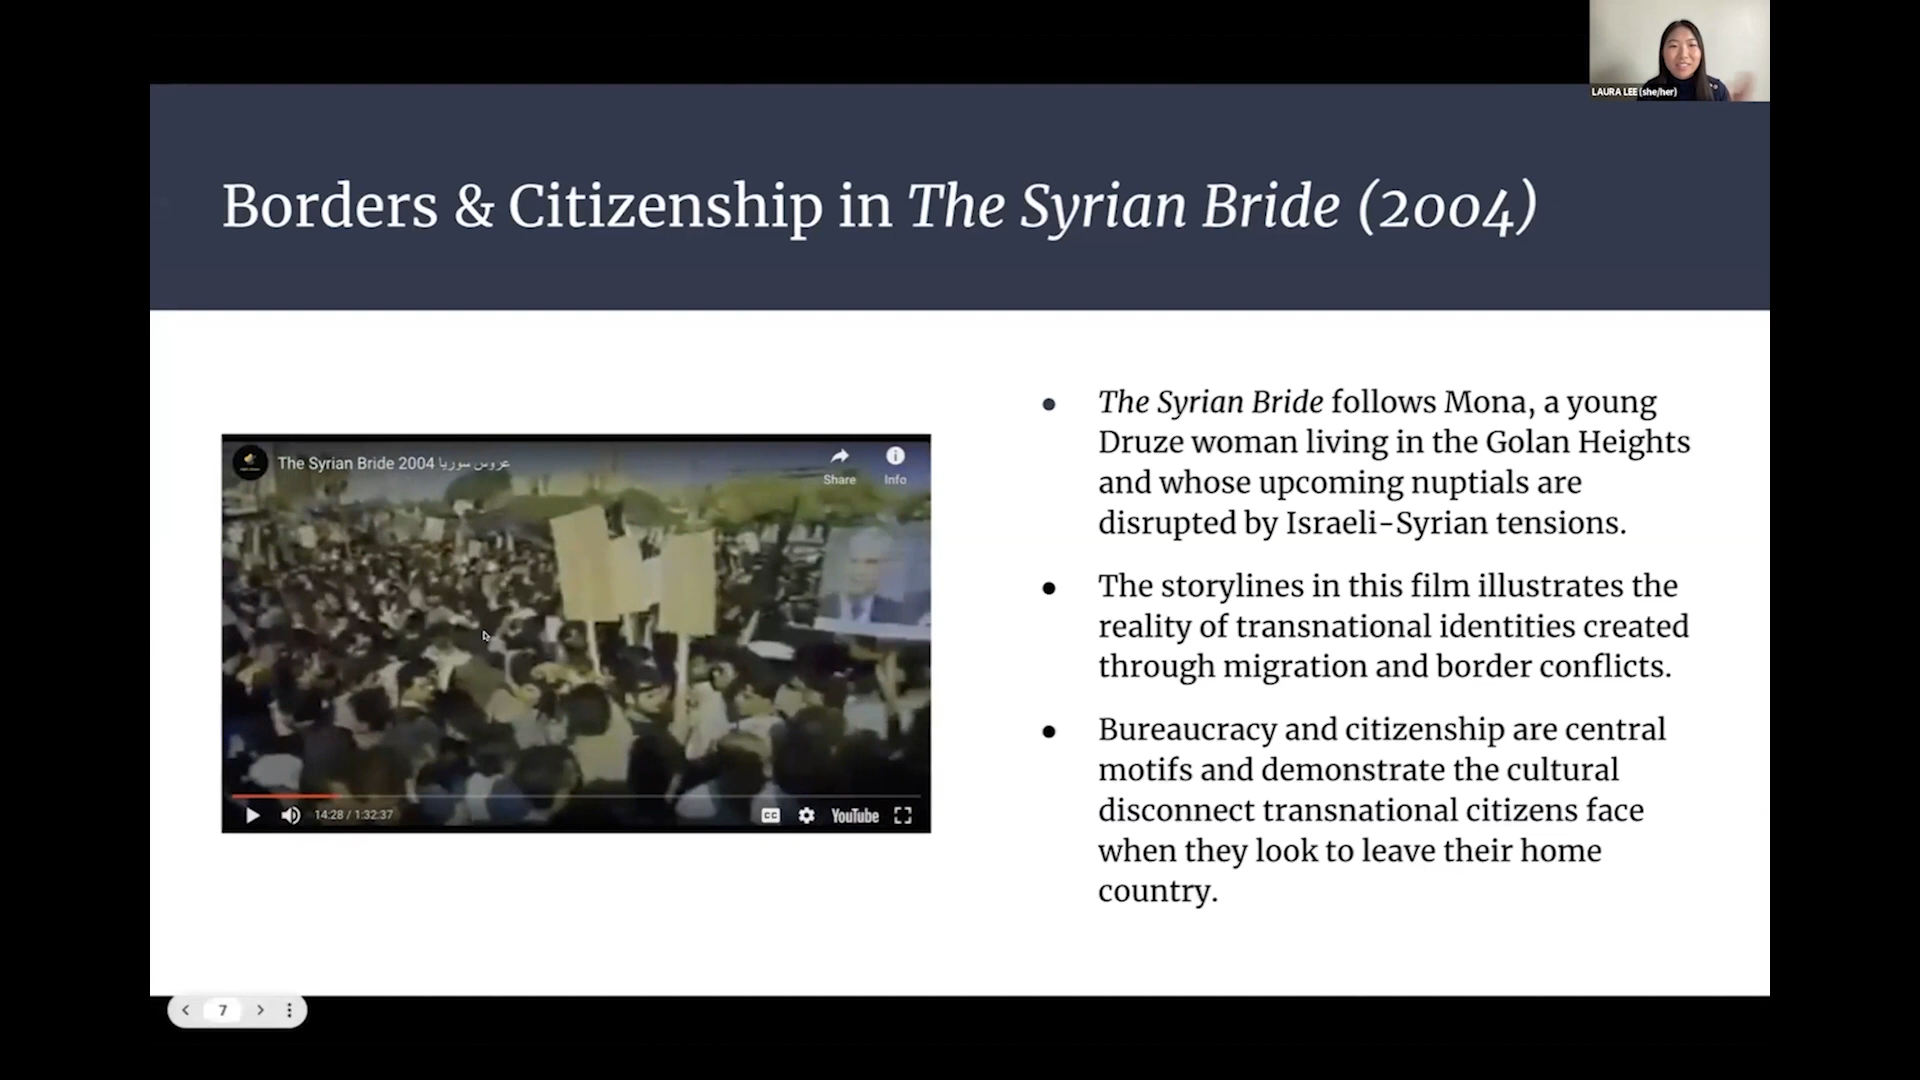 LAURA LEE (she/her)
Borders & Citizenship in The Syrian Bride (2004)
The Syrian Bride 2004 عروس سوريا
Share
Info
14:28 / 1:32:37
CC
YouTube
• The Syrian Bride follows Mona, a young
Druze woman living in the Golan Heights
and whose upcoming nuptials are
disrupted by Israeli-Syrian tensions.
• The storylines in this film illustrates the
reality of transnational identities created
through migration and border conflicts.
• Bureaucracy and citizenship are central
motifs and demonstrate the cultural
disconnect transnational citizens face
when they look to leave their home
country.
7